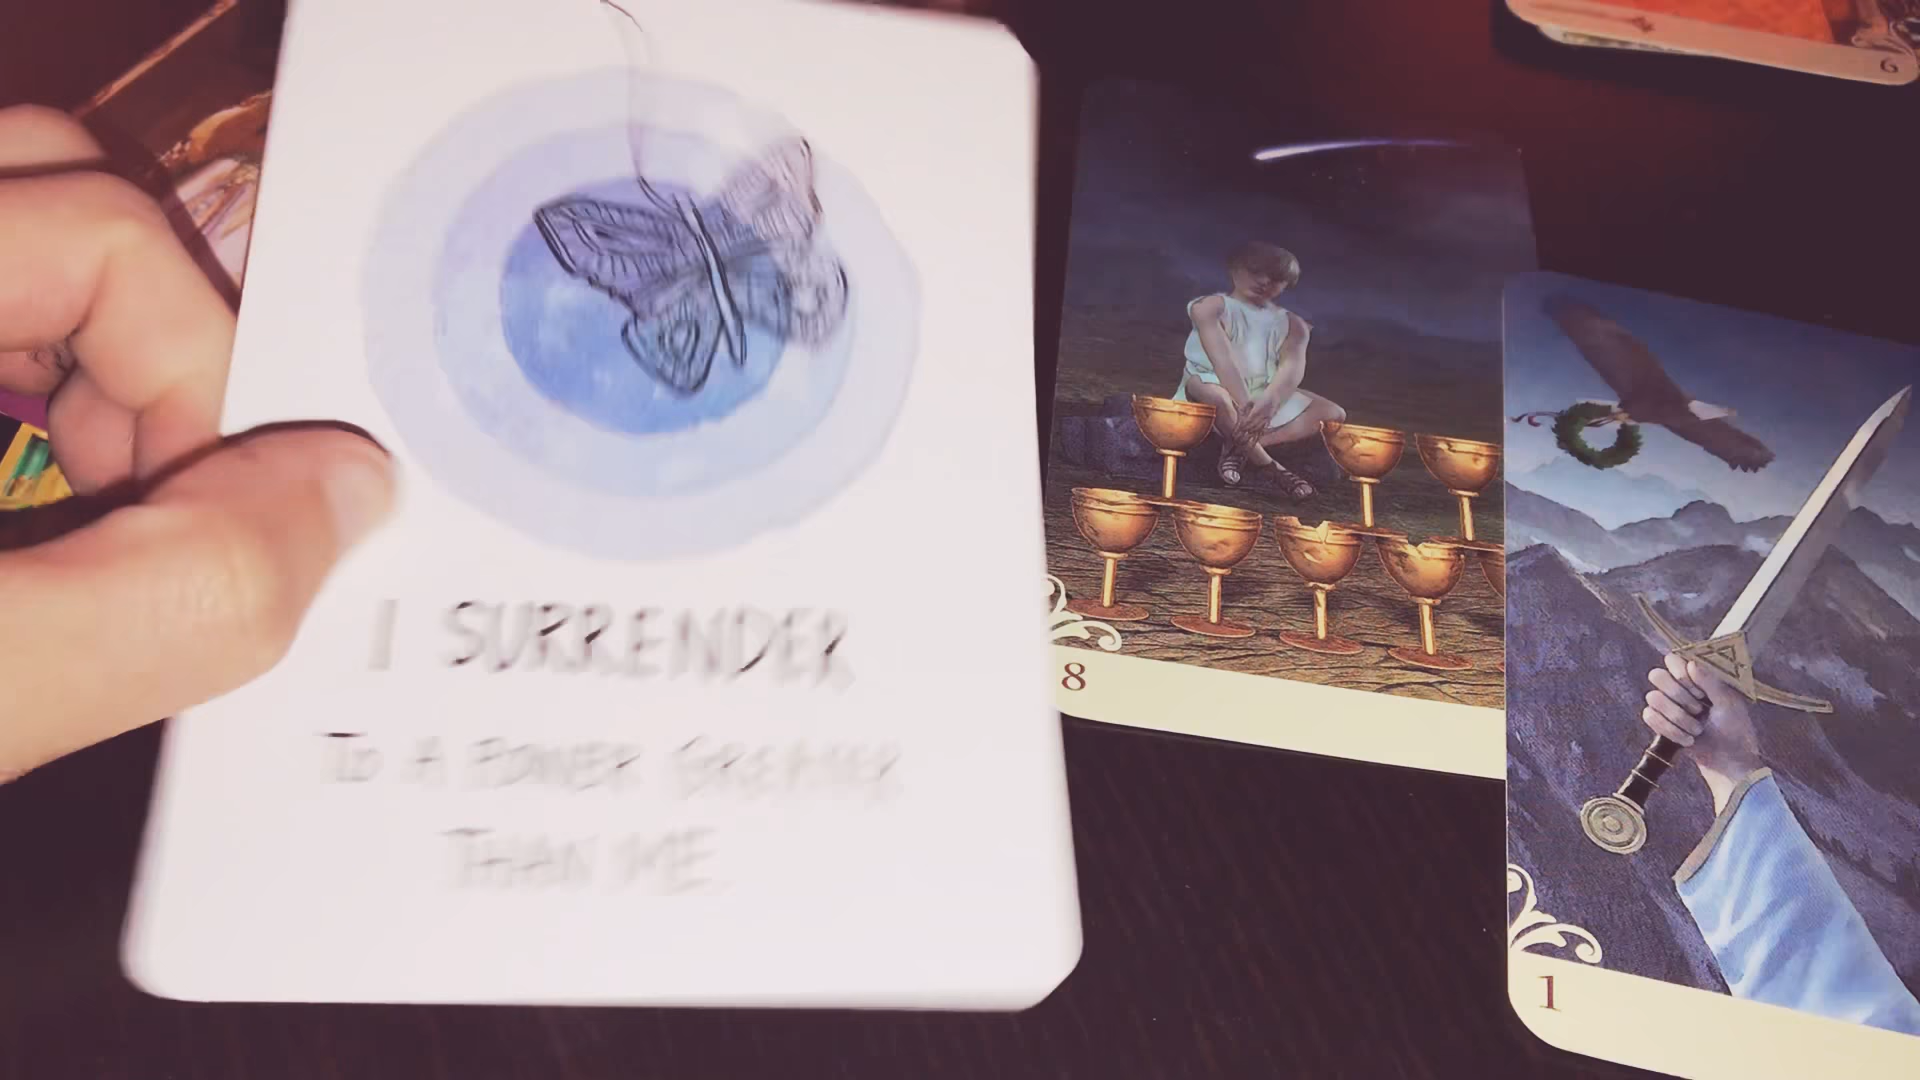 I SURRENDER
TO A POWER GREATER
THAN ME.
8
1
6